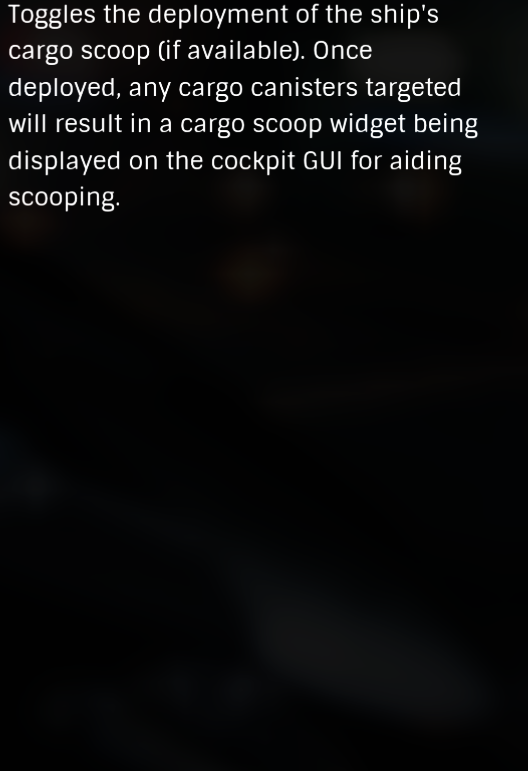 Toggles the deployment of the ship's
cargo scoop (if available). Once
deployed, any cargo canisters targeted
will result in a cargo scoop widget being
displayed on the cockpit GUI for aiding
scooping.